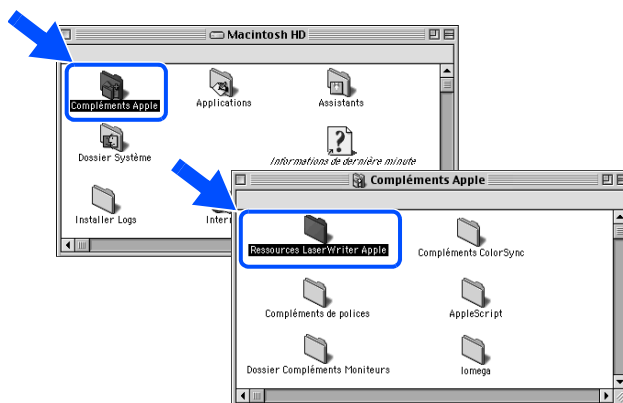 Macintosh HD
Compléments Apple
Applications
Assistants
Dossier Système
Informations de dernière minute
Installer Logs
Compléments Apple
Ressources LaserWriter Apple
Compléments ColorSync
Compléments de polices
AppleScript
Dossier Compléments Moniteurs
Iomega